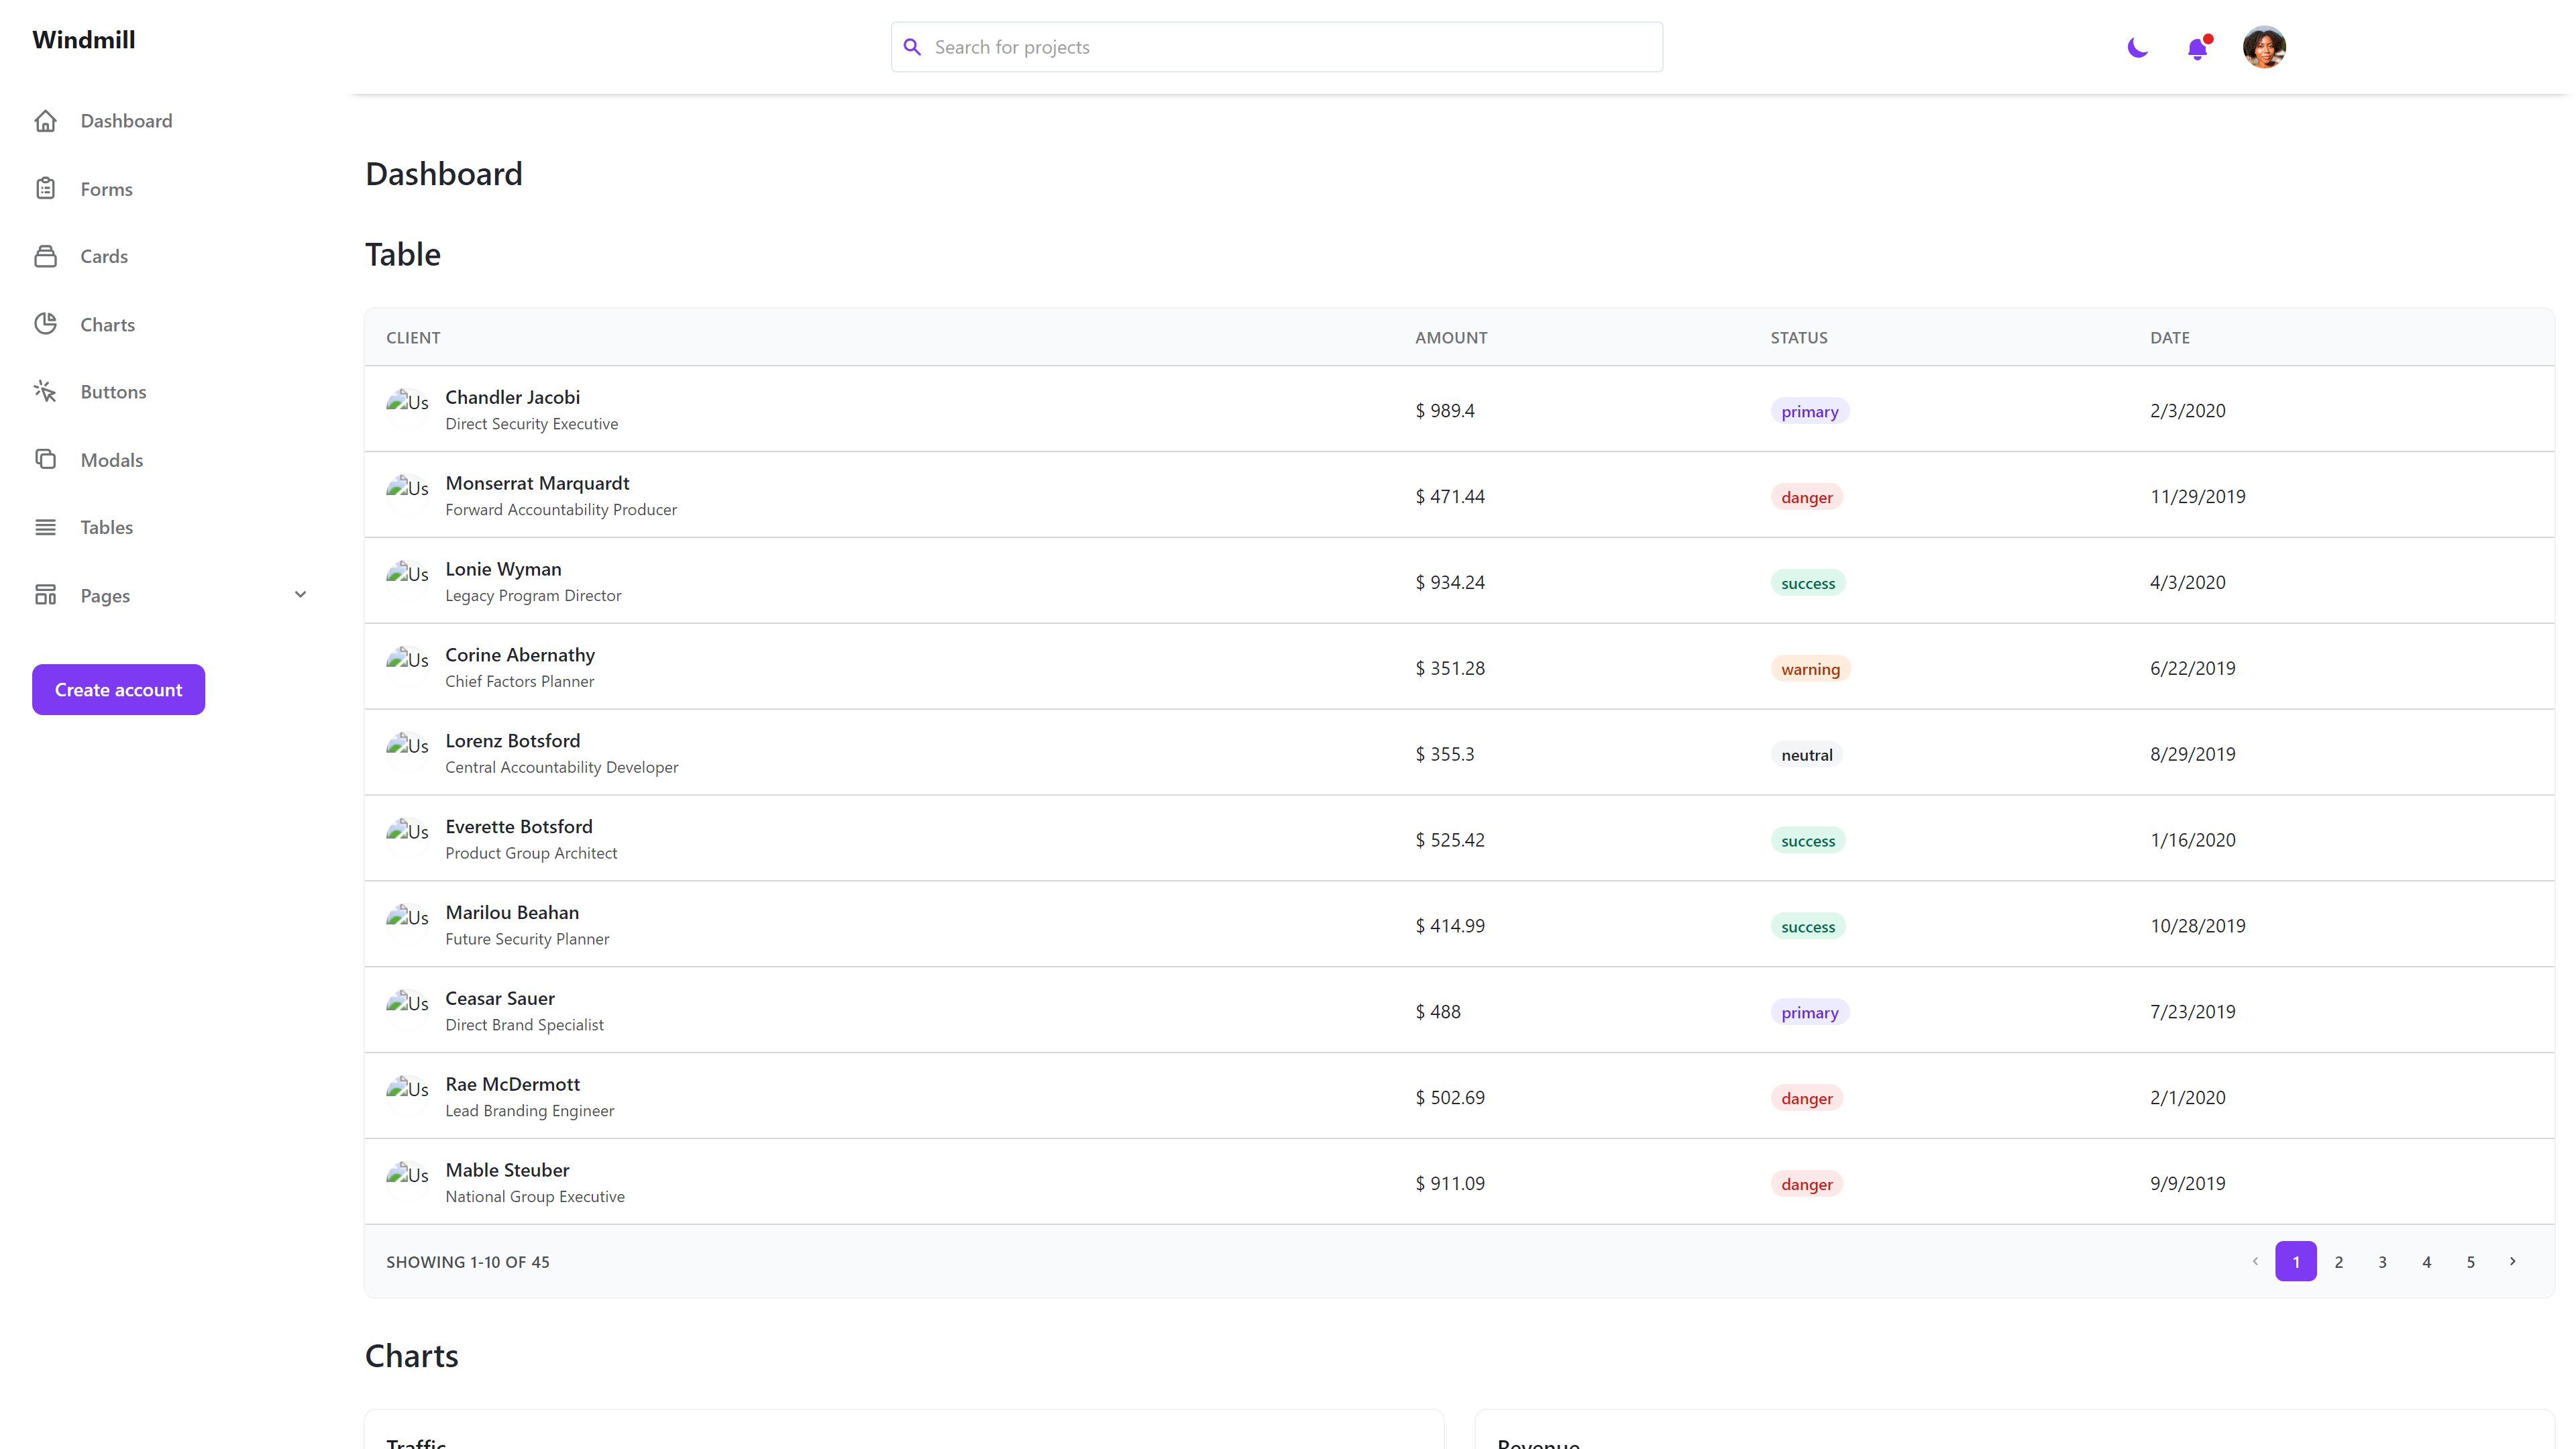 Windmill
Search for projects
Dashboard
Forms
Cards
Charts
Buttons
Modals
Tables
Pages
Create account
Dashboard
Table
CLIENT AMOUNT STATUS DATE
Us Chandler Jacobi
Direct Security Executive
$ 989.4 primary 2/3/2020
Us Monserrat Marquardt
Forward Accountability Producer
$ 471.44 danger 11/29/2019
Us Lonie Wyman
Legacy Program Director
$ 934.24 success 4/3/2020
Us Corine Abernathy
Chief Factors Planner
$ 351.28 warning 6/22/2019
Us Lorenz Botsford
Central Accountability Developer
$ 355.3 neutral 8/29/2019
Us Everette Botsford
Product Group Architect
$ 525.42 success 1/16/2020
Us Marilou Beahan
Future Security Planner
$ 414.99 success 10/28/2019
Us Ceasar Sauer
Direct Brand Specialist
$ 488 primary 7/23/2019
Us Rae McDermott
Lead Branding Engineer
$ 502.69 danger 2/1/2020
Us Mable Steuber
National Group Executive
$ 911.09 danger 9/9/2019
SHOWING 1-10 OF 45 1 2 3 4 5
Charts
Traffic
Revenue